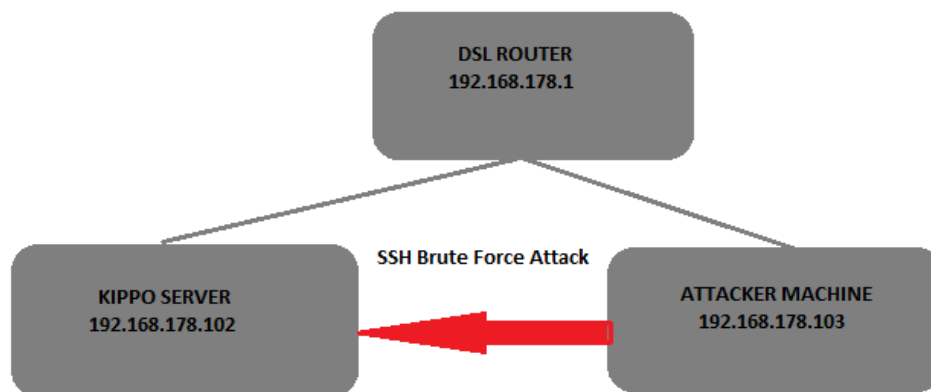 DSL ROUTER
192.168.178.1
SSH Brute Force Attack
KIPPO SERVER
192.168.178.102
ATTACKER MACHINE
192.168.178.103